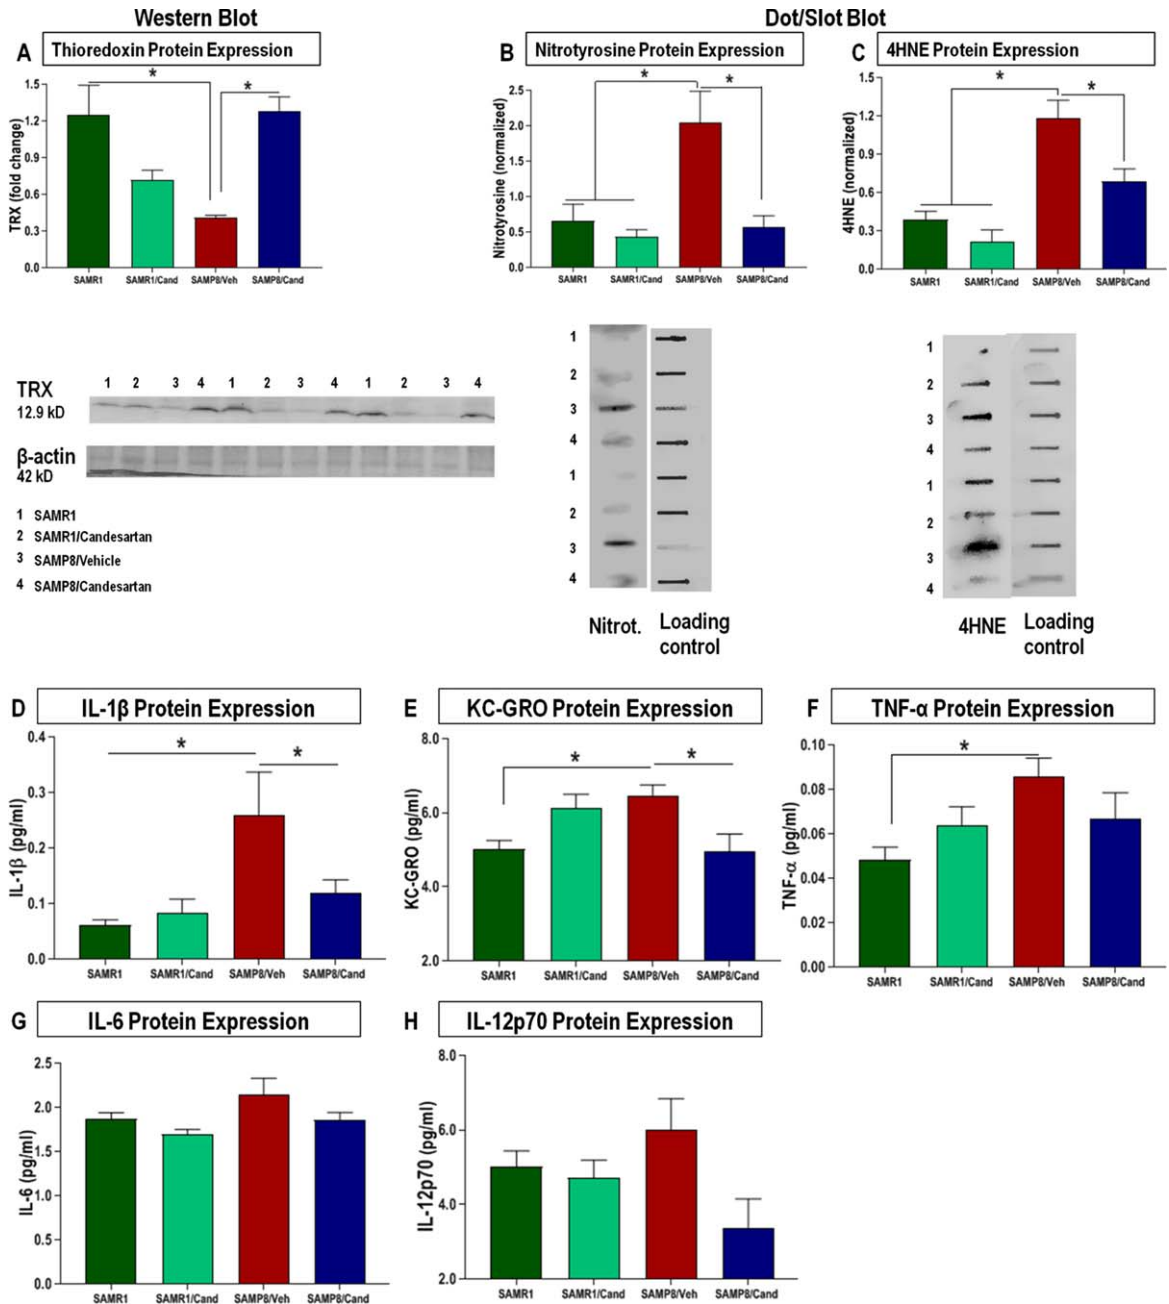 Western Blot
Dot/Slot Blot
A Thioredoxin Protein Expression
TRX (fold change)
1.5
1.2
0.9
0.6
0.3
0.0
*
*
SAMR1 SAMR1/Cand SAMP8/Veh SAMP8/Cand
B Nitrotyrosine Protein Expression
Nitrotyrosine (normalized)
2.5
2.0
1.5
1.0
0.5
0.0
*
*
SAMR1 SAMR1/Cand SAMP8/Veh SAMP8/Cand
C 4HNE Protein Expression
4HNE (normalized)
1.5
1.2
0.9
0.6
0.3
0.0
*
*
SAMR1 SAMR1/Cand SAMP8/Veh SAMP8/Cand
1 2 3 4 1 2 3 4 1 2 3 4
TRX
12.9 kD
β-actin
42 kD
1 SAMR1
2 SAMR1/Candesartan
3 SAMP8/Vehicle
4 SAMP8/Candesartan
1
2
3
4
1
2
3
4
Nitrot.
Loading
control
1
2
3
4
1
2
3
4
4HNE
Loading
control
D IL-1β Protein Expression
IL-1β (pg/ml)
0.4
0.3
0.2
0.1
0.0
*
*
SAMR1 SAMR1/Cand SAMP8/Veh SAMP8/Cand
E KC-GRO Protein Expression
KC-GRO (pg/ml)
8.0
6.0
4.0
2.0
*
*
SAMR1 SAMR1/Cand SAMP8/Veh SAMP8/Cand
F TNF-α Protein Expression
TNF-α (pg/ml)
0.10
0.08
0.06
0.04
0.02
0.00
*
SAMR1 SAMR1/Cand SAMP8/Veh SAMP8/Cand
G IL-6 Protein Expression
IL-6 (pg/ml)
2.5
2.0
1.5
1.0
0.5
0.0
SAMR1 SAMR1/Cand SAMP8/Veh SAMP8/Cand
H IL-12p70 Protein Expression
IL-12p70 (pg/ml)
8.0
6.0
4.0
2.0
SAMR1 SAMR1/Cand SAMP8/Veh SAMP8/Cand